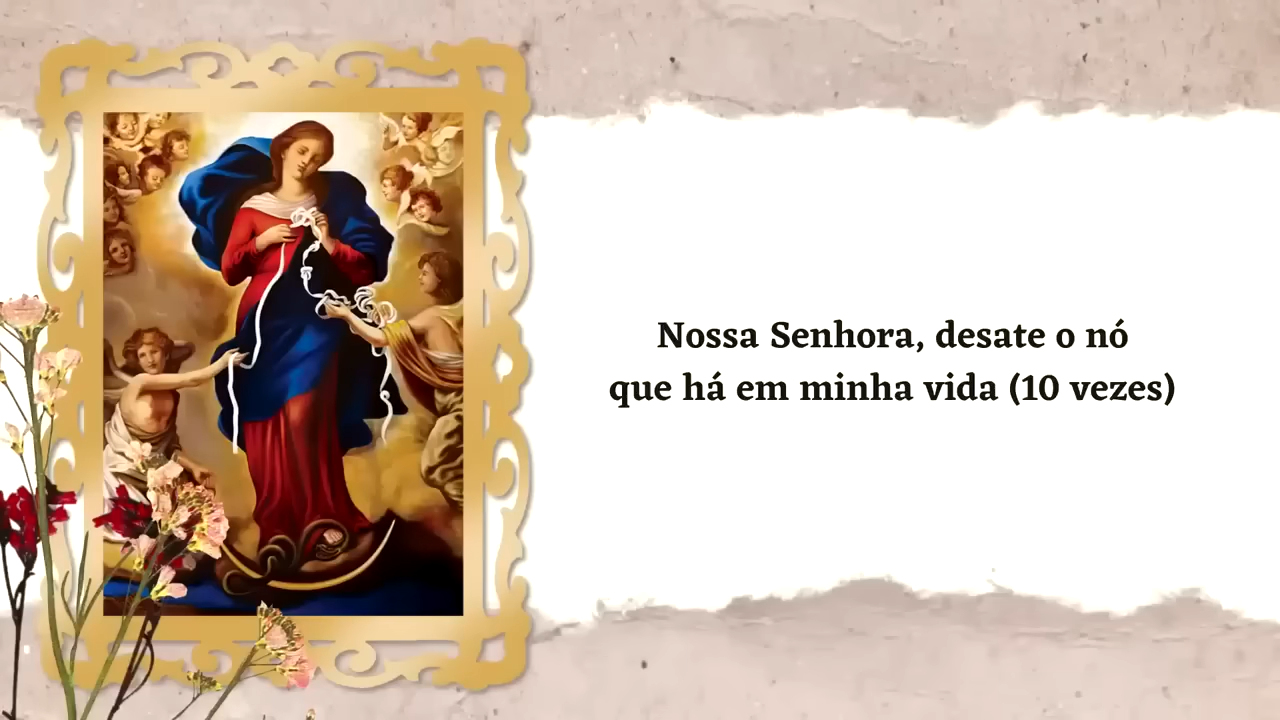 Nossa Senhora, desate o nó
que há em minha vida (10 vezes)